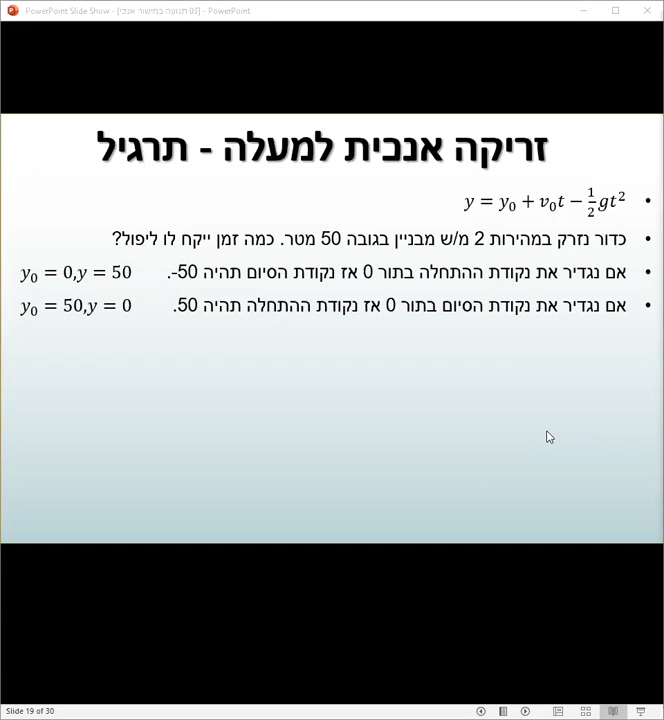 PowerPoint Slide Show - [03 תנועה במישור אנכי] - PowerPoint
זריקה אנכית למעלה - תרגיל
• y = y₀ + v₀t − ½gt²
• כדור נזרק במהירות 2 מ/ש מבניין בגובה 50 מטר. כמה זמן ייקח לו ליפול?
• אם נגדיר את נקודת ההתחלה בתור 0 אז נקודת הסיום תהיה 50-. y₀ = 0,y = 50
• אם נגדיר את נקודת הסיום בתור 0 אז נקודת ההתחלה תהיה 50. y₀ = 50,y = 0
Slide 19 of 30